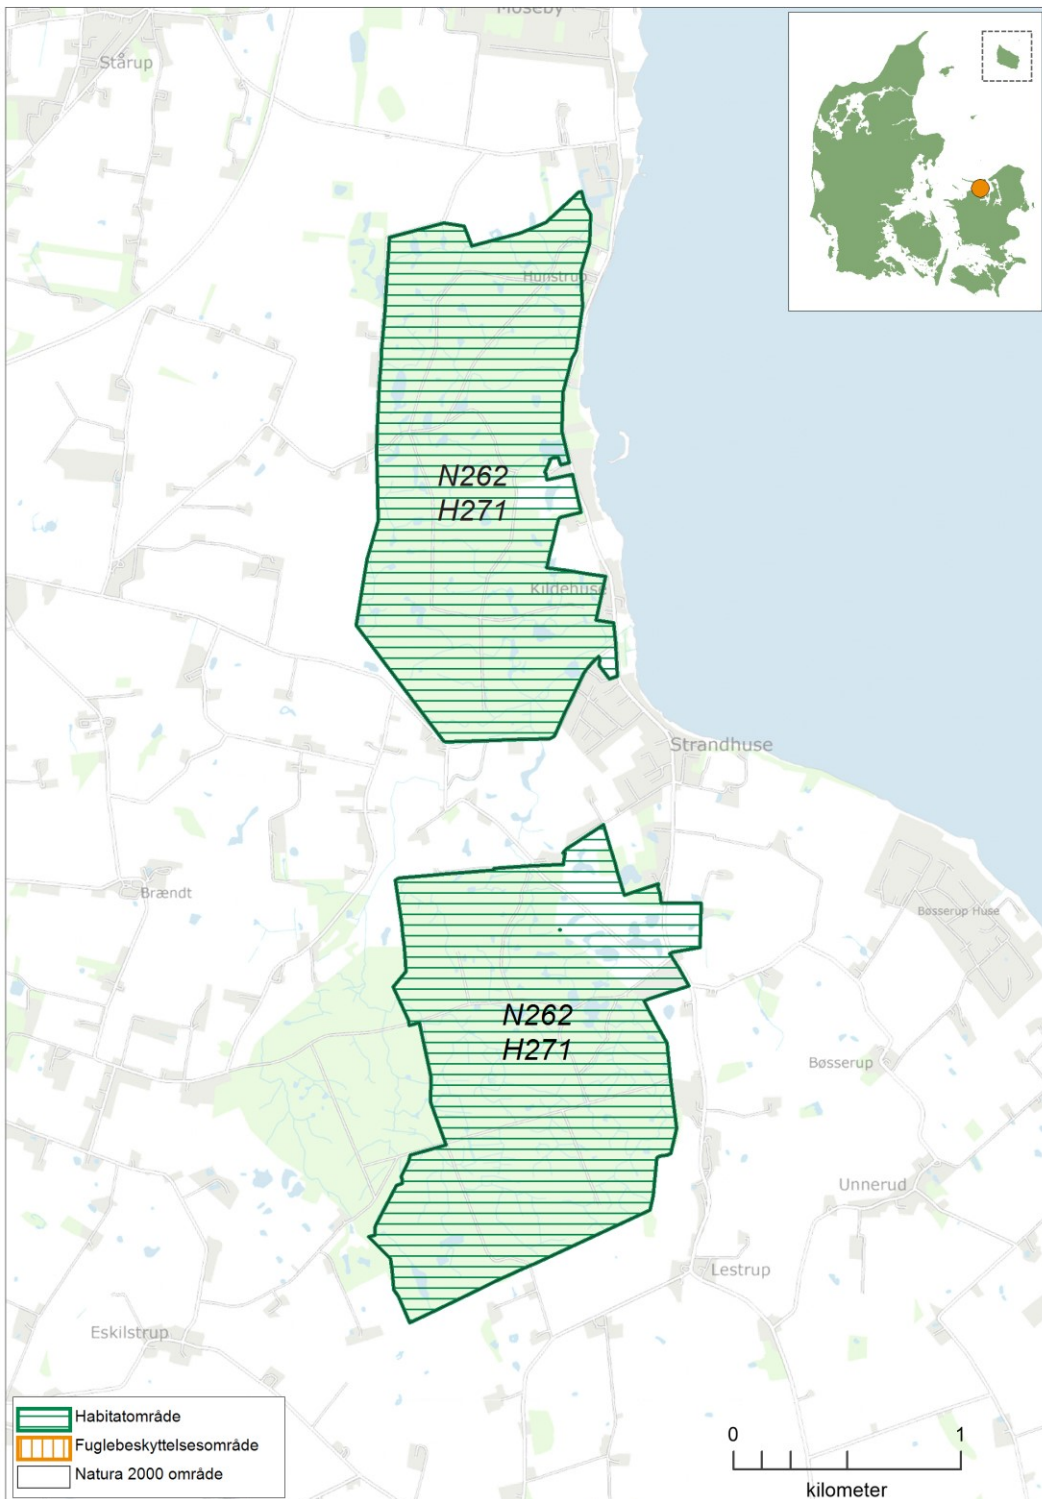 Moseby
Stårup
Hunstrup
N262
H271
Kildehuse
Strandhuse
Brændt
Bøsserup Huse
N262
H271
Bøsserup
Unnerud
Lestrup
Eskilstrup
Habitatområde
Fuglebeskyttelsesområde
Natura 2000 område
0 1
kilometer